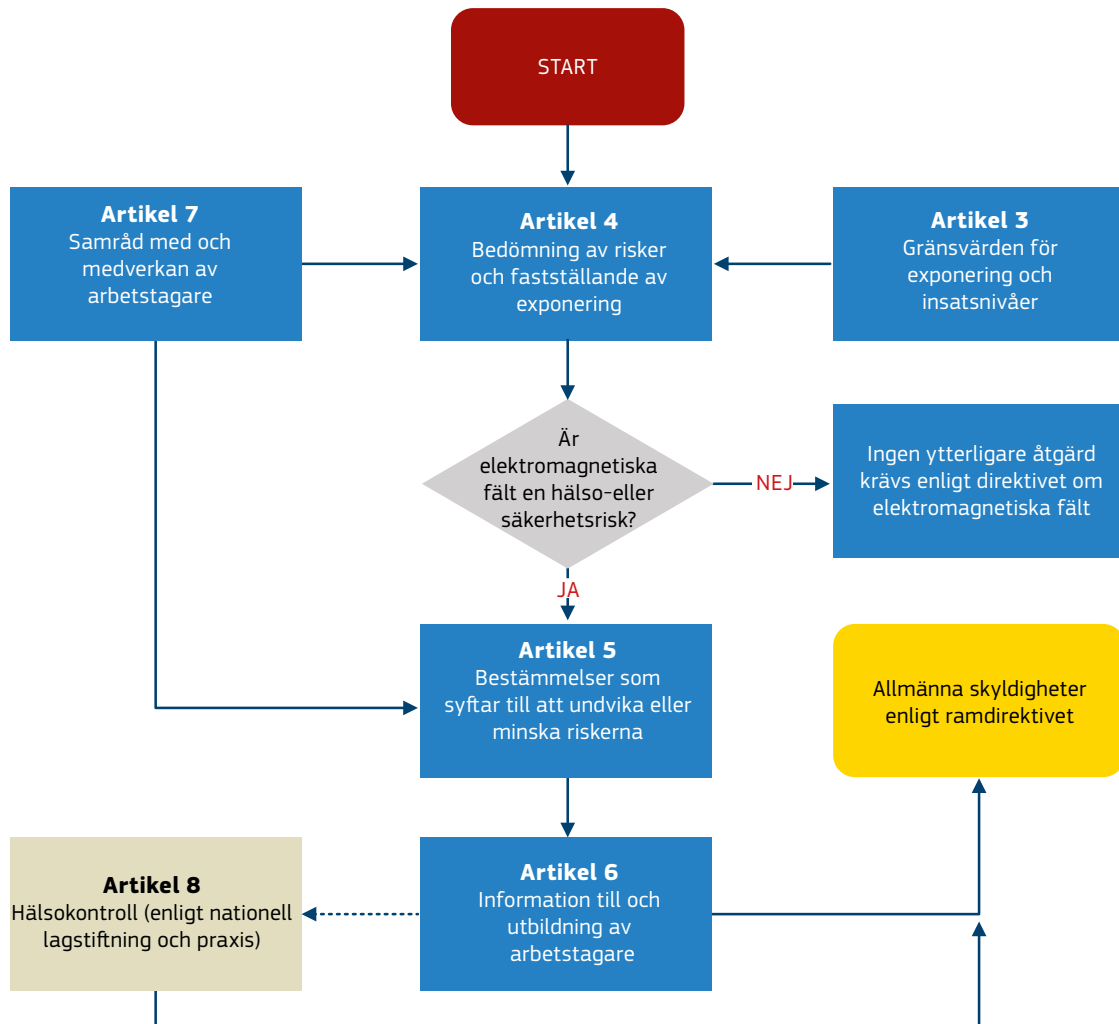 START
Artikel 7
Samråd med och
medverkan av
arbetstagare
Artikel 4
Bedömning av risker
och fastställande av
exponering
Artikel 3
Gränsvärden för
exponering och
insatsnivåer
Är
elektromagnetiska
fält en hälso-eller
säkerhetsrisk?
NEJ
Ingen ytterligare åtgärd
krävs enligt direktivet om
elektromagnetiska fält
JA
Artikel 5
Bestämmelser som
syftar till att undvika eller
minska riskerna
Allmänna skyldigheter
enligt ramdirektivet
Artikel 8
Hälsokontroll (enligt nationell
lagstiftning och praxis)
Artikel 6
Information till och
utbildning av
arbetstagare